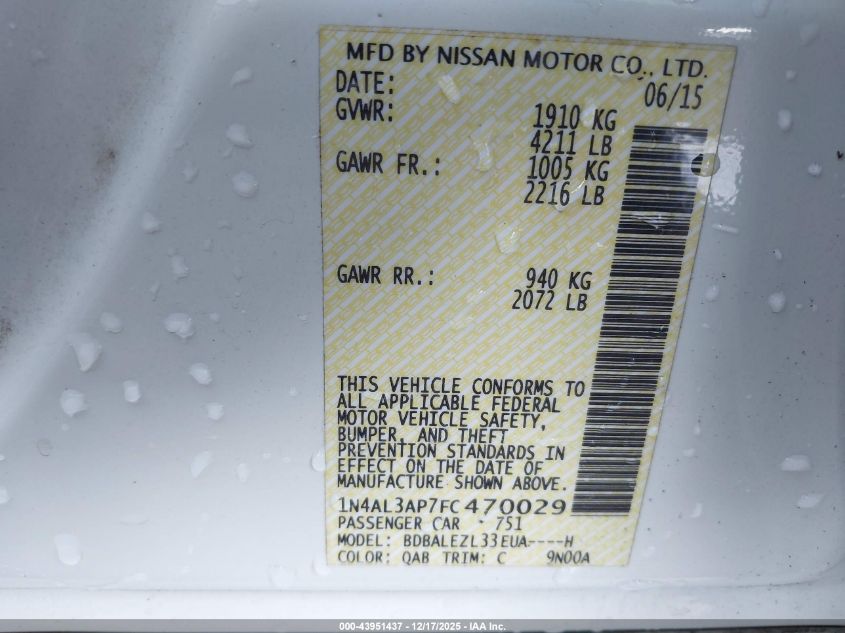 MFD BY NISSAN MOTOR CO., LTD.
DATE: 06/15
GVWR: 1910 KG
4211 LB
GAWR FR.: 1005 KG
2216 LB
GAWR RR.: 940 KG
2072 LB
THIS VEHICLE CONFORMS TO
ALL APPLICABLE FEDERAL
MOTOR VEHICLE SAFETY,
BUMPER, AND THEFT
PREVENTION STANDARDS IN
EFFECT ON THE DATE OF
MANUFACTURE SHOWN ABOVE.
1N4AL3AP7FC470029
PASSENGER CAR 751
MODEL: BDBALEZL33EUA----H
COLOR: QAB TRIM: C 9N00A
000-43951437 - 12/17/2025 - IAA Inc.